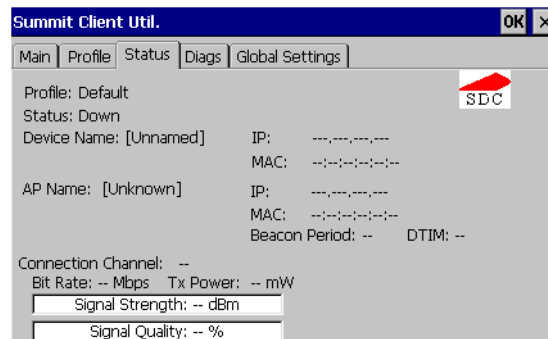 Summit Client Util.
OK ×
Main Profile Status Diags Global Settings
Profile: Default
SDC
Status: Down
Device Name: [Unnamed] IP: ---.---.---.---
MAC: --:--:--:--:--:--
AP Name: [Unknown] IP: ---.---.---.---
MAC: --:--:--:--:--:--
Beacon Period: -- DTIM: --
Connection Channel: --
Bit Rate: -- Mbps Tx Power: -- mW
Signal Strength: -- dBm
Signal Quality: -- %